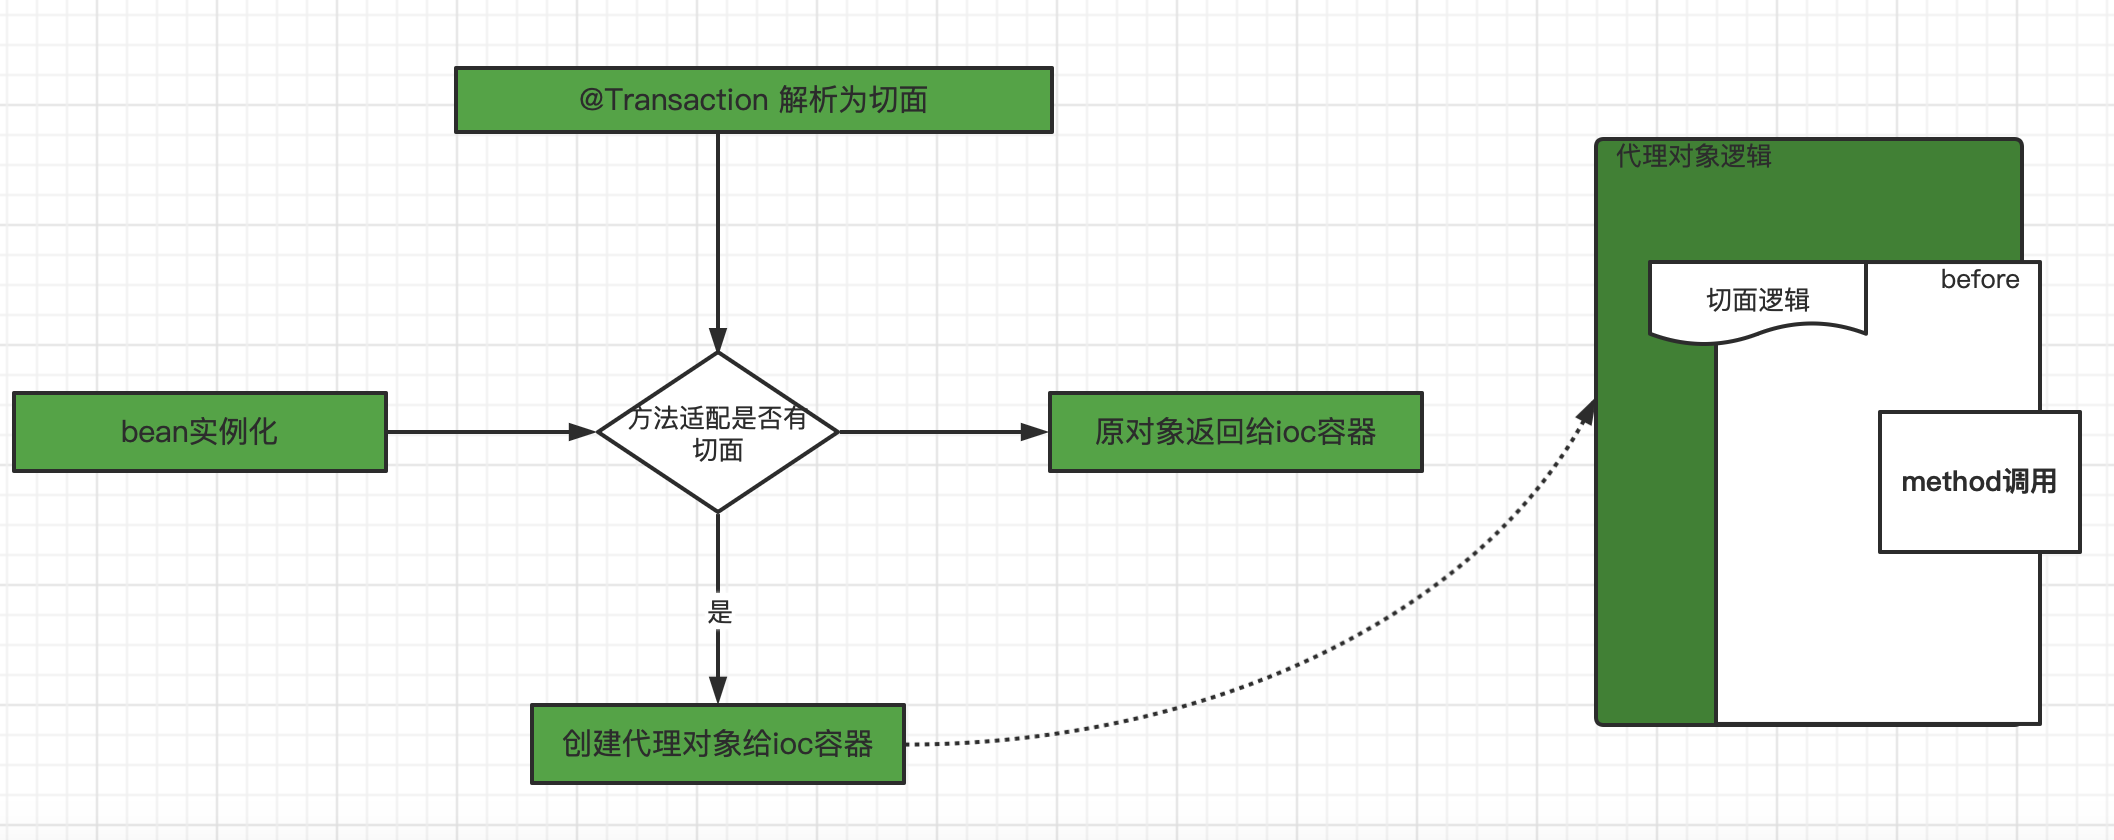 @Transaction 解析为切面
代理对象逻辑
before
切面逻辑
bean实例化
方法适配是否有
切面
原对象返回给ioc容器
method调用
是
创建代理对象给ioc容器